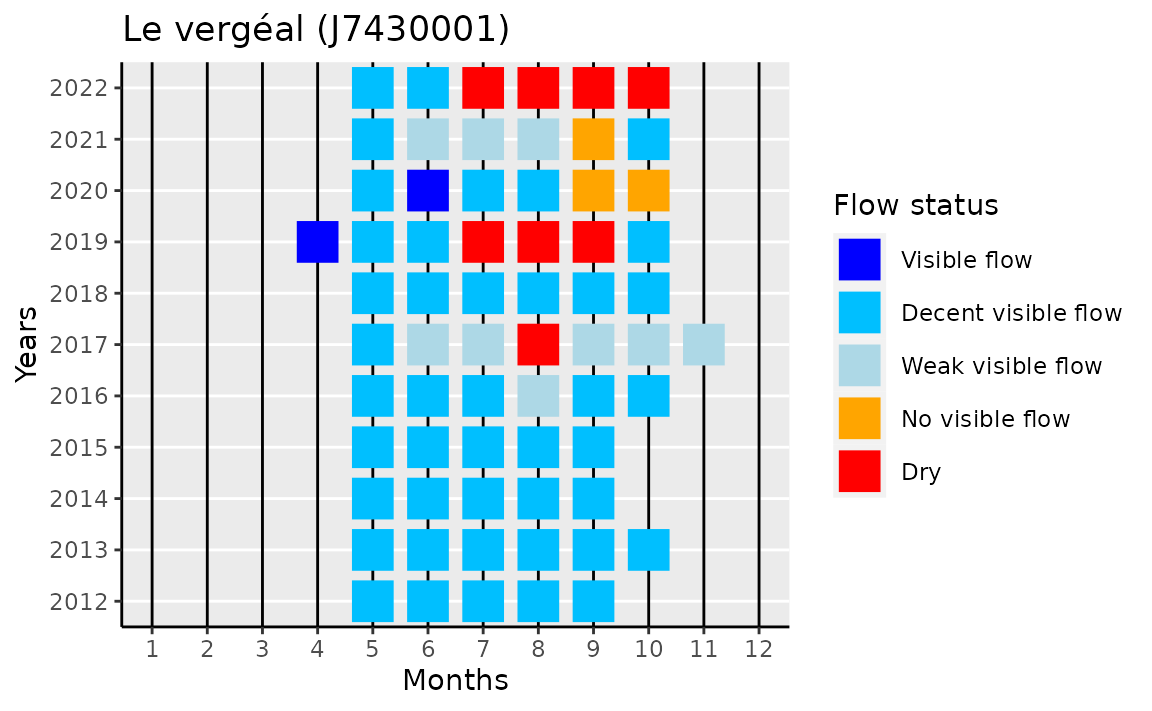 Le vergéal (J7430001)
Years
2022
2021
2020
2019
2018
2017
2016
2015
2014
2013
2012
1 2 3 4 5 6 7 8 9 10 11 12
Months
Flow status
Visible flow
Decent visible flow
Weak visible flow
No visible flow
Dry